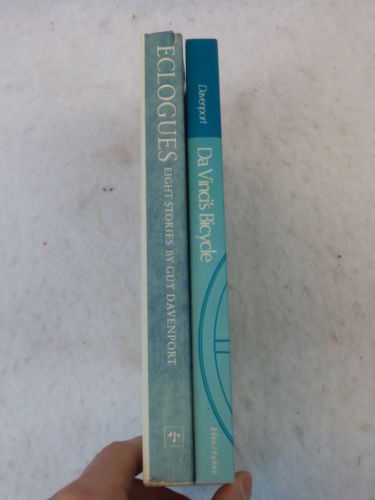 ECLOGUES EIGHT STORIES BY GUY DAVENPORT
Davenport Da Vinci's Bicycle Johns Hopkins